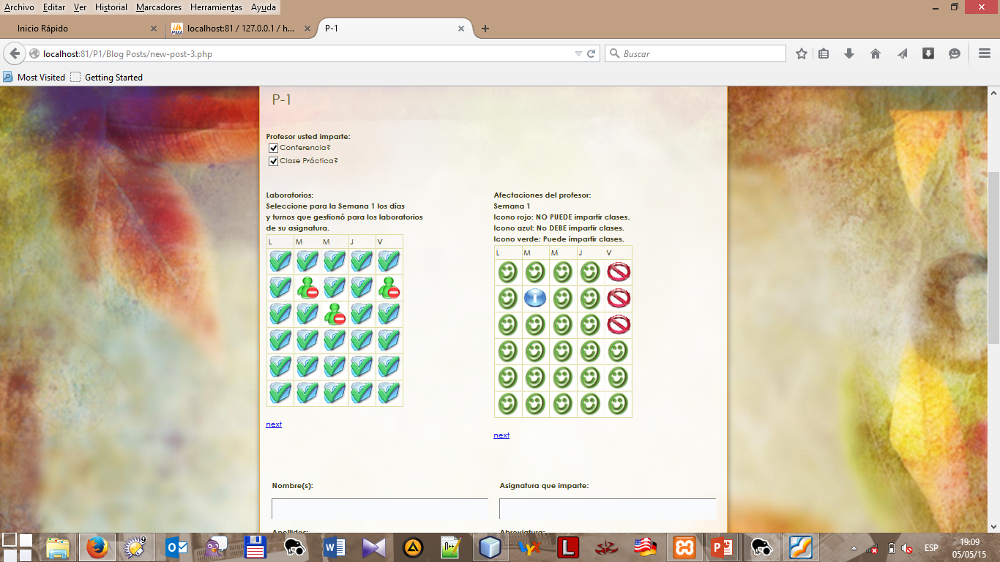 Archivo Editar Ver Historial Marcadores Herramientas Ayuda
Inicio Rápido
PMA localhost:81 / 127.0.0.1 / h...
P-1
localhost:81/P1/Blog Posts/new-post-3.php
Buscar
Most Visited Getting Started
P-1
Profesor usted imparte:
Conferencia?
Clase Práctica?
Laboratorios:
Seleccione para la Semana 1 los días
y turnos que gestionó para los laboratorios
de su asignatura.
L M M J V
next
Afectaciones del profesor:
Semana 1
Icono rojo: NO PUEDE impartir clases.
Icono azul: No DEBE impartir clases.
Icono verde: Puede impartir clases.
L M M J V
next
Nombre(s):
Asignatura que imparte:
Apellidos:
Abreviatura:
ESP
19:09
05/05/15